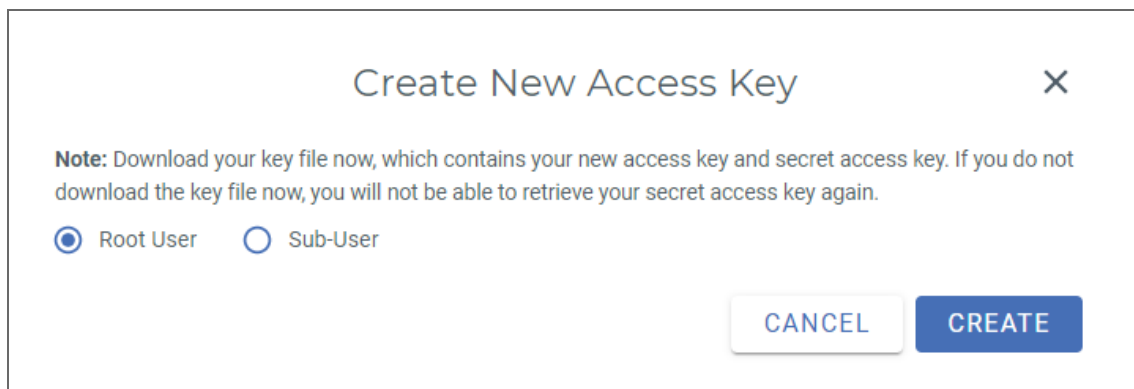 Create New Access Key
Note: Download your key file now, which contains your new access key and secret access key. If you do not
download the key file now, you will not be able to retrieve your secret access key again.
Root User Sub-User
CANCEL CREATE